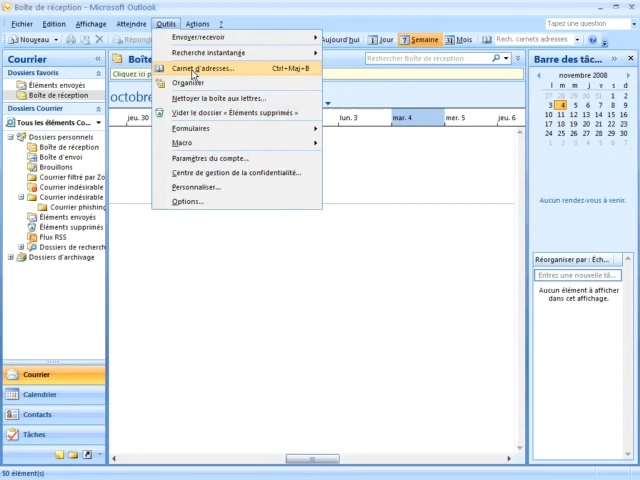 Boîte de réception - Microsoft Outlook
Fichier Edition Affichage Atteindre Outils Actions ?
Tapez une question
Nouveau
Aujourd'hui 1 Jour 7 Semaine 31 Mois Rech. carnets d'adresses
Courrier «
Dossiers favoris
Éléments envoyés
Boîte de réception
Dossiers Courrier
Tous les éléments Co...
Dossiers personnels
Boîte de réception
Boîte d'envoi
Brouillons
Courrier filtré par Zo
Courrier indésirable
Courrier indésirable
Courrier phishing
Éléments envoyés
Éléments supprimés
Flux RSS
Dossiers de recherch
Dossiers d'archivage
Courrier
Calendrier
Contacts
Tâches
50 élément(s)
Envoyer/recevoir
Recherche instantanée
Carnet d'adresses... Ctrl+Maj+B
Organiser
Nettoyer la boîte aux lettres...
Vider le dossier « Éléments supprimés »
Formulaires
Macro
Paramètres du compte...
Centre de gestion de la confidentialité...
Personnaliser...
Options...
Boîte
Rechercher Boîte de réception
Cliquez ici p
octobre
jeu. 30 lun. 3 mar. 4 mer. 5 jeu. 6
Barre des tâc... »
novembre 2008
l m m j v s d
27 28 29 30 31 1 2
3 4 5 6 7 8 9
10 11 12 13 14 15 16
17 18 19 20 21 22 23
24 25 26 27 28 29 30
1 2 3 4 5 6 7
Aucun rendez-vous à venir.
Réorganiser par : Éch...
Entrez une nouvelle tâ...
Aucun élément à afficher
dans cet affichage.